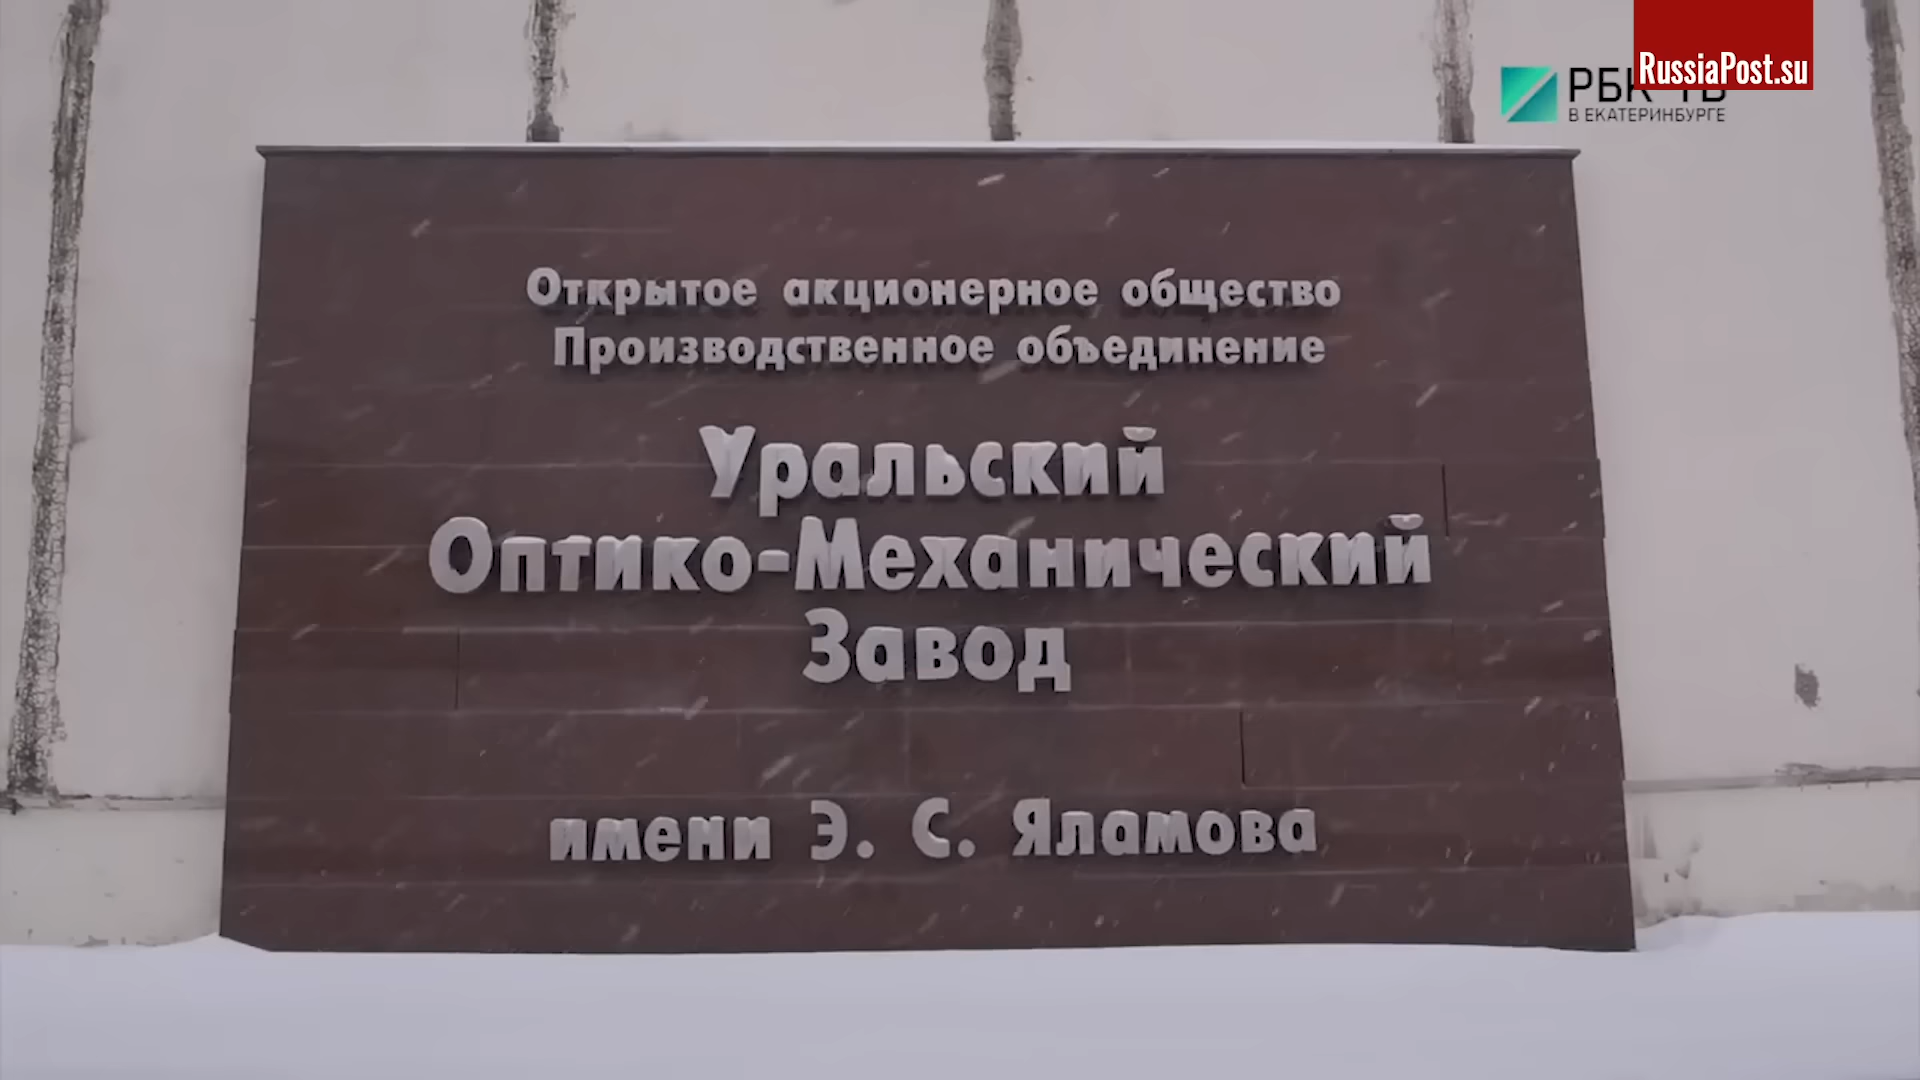 RussiaPost.su
РБК ТВ
В ЕКАТЕРИНБУРГЕ
Открытое акционерное общество
Производственное объединение
Уральский
Оптико-Механический
Завод
имени Э. С. Яламова